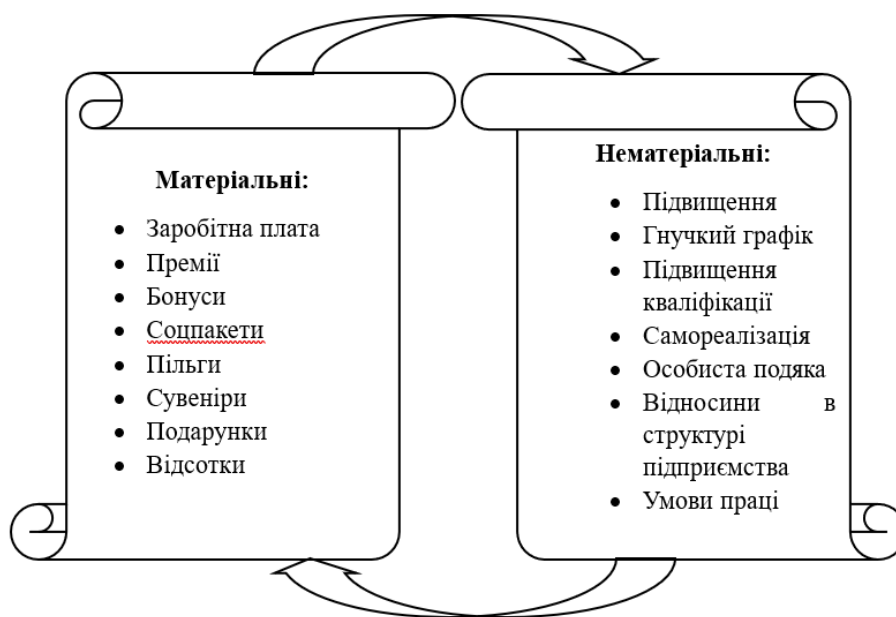 Матеріальні:
Заробітна плата
Премії
Бонуси
Соцпакети
Пільги
Сувеніри
Подарунки
Відсотки
Нематеріальні:
Підвищення
Гнучкий графік
Підвищення
кваліфікації
Самореалізація
Особиста подяка
Відносини в
структурі
підприємства
Умови праці